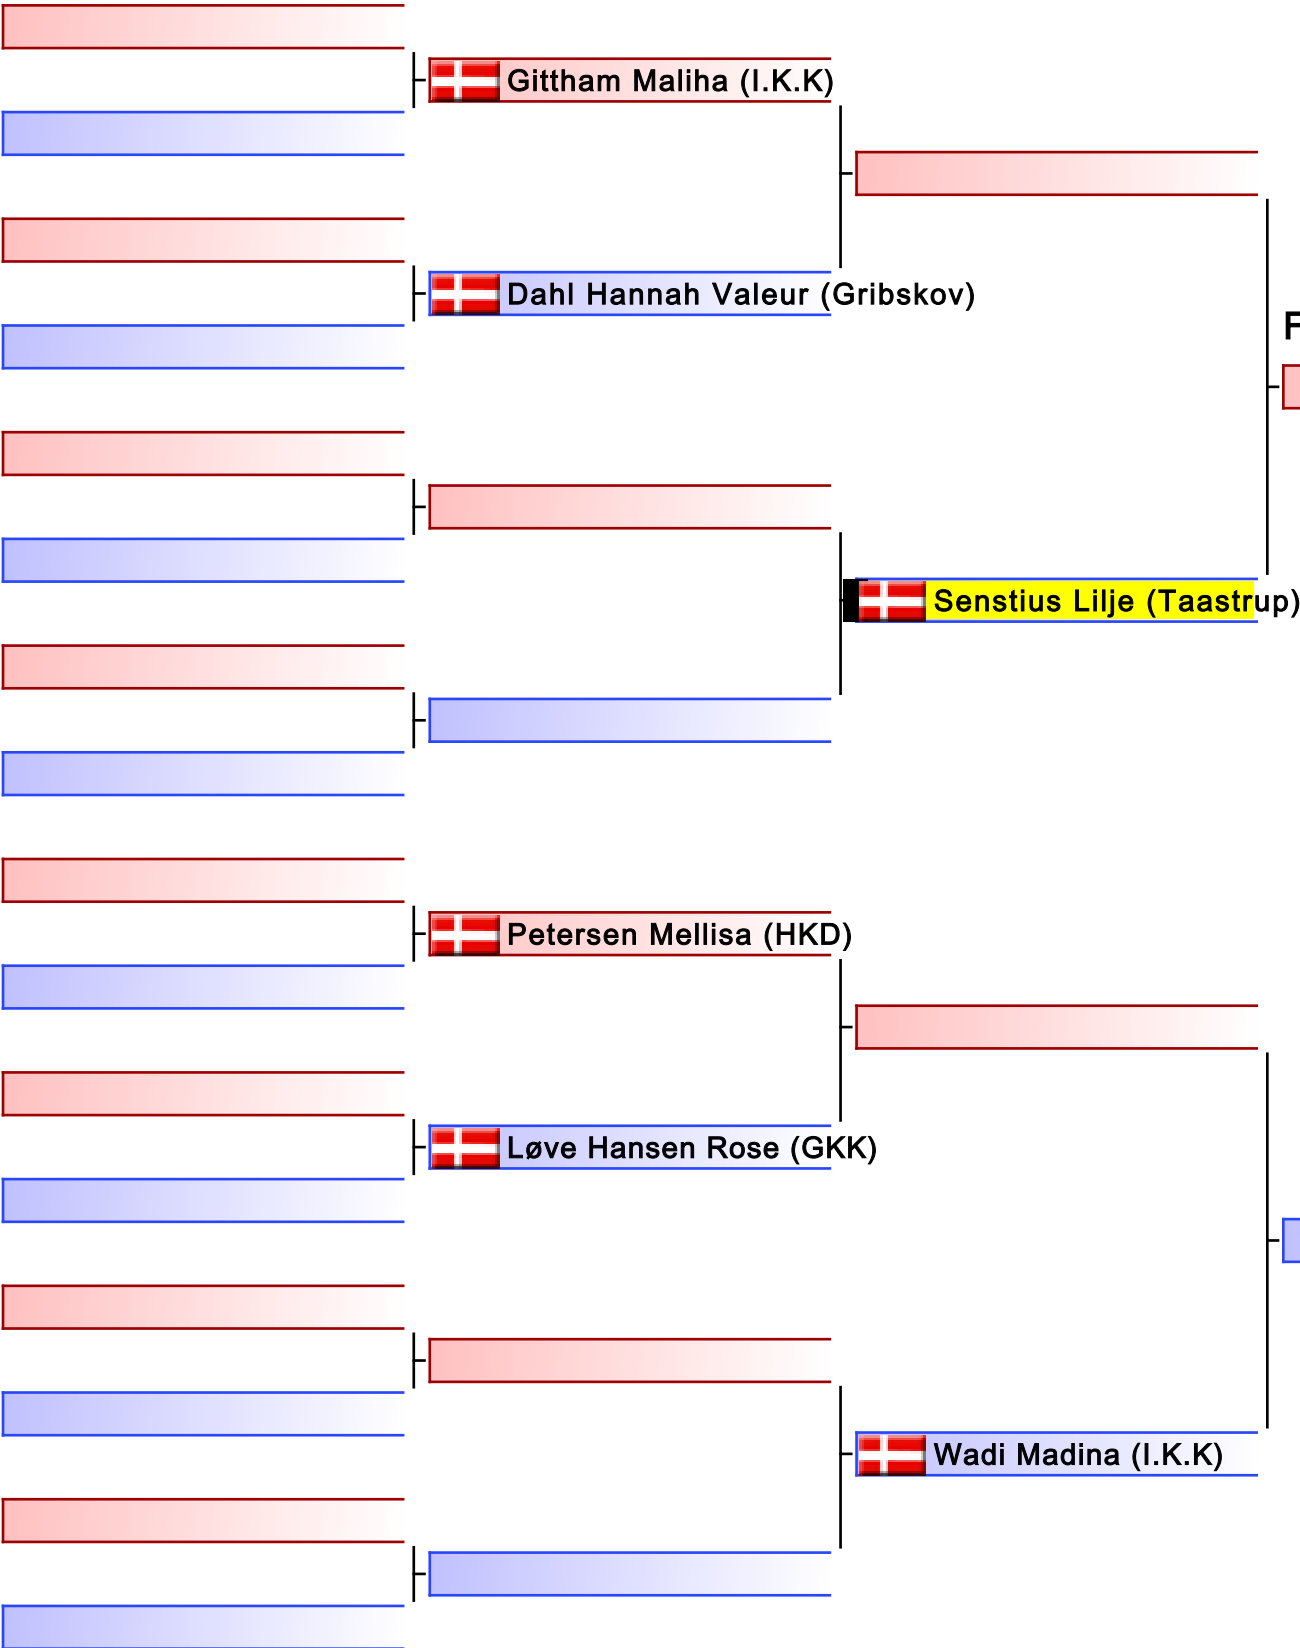 Gittham Maliha (I.K.K)
Dahl Hannah Valeur (Gribskov)
F
Senstius Lilje (Taastrup)
Petersen Mellisa (HKD)
Løve Hansen Rose (GKK)
Wadi Madina (I.K.K)